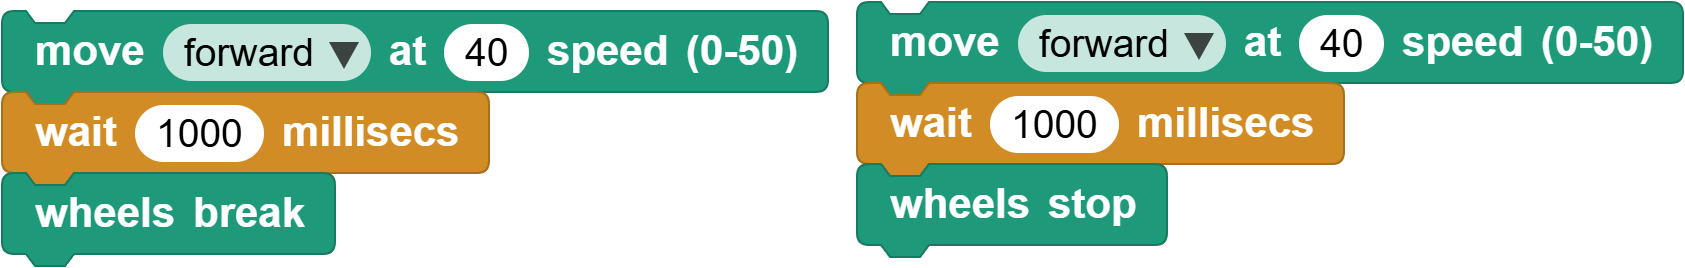 move forward ▼ at 40 speed (0-50)
wait 1000 millisecs
wheels break
move forward ▼ at 40 speed (0-50)
wait 1000 millisecs
wheels stop